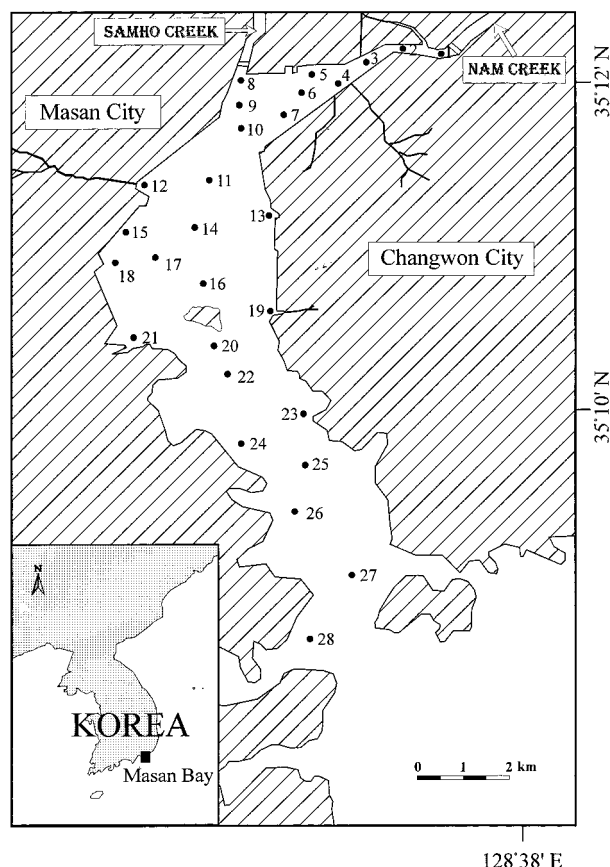 SAMHO CREEK
NAM CREEK
Masan City
Changwon City
35°12' N
35°10' N
128°38' E
1
2
3
4
5
6
7
8
9
10
11
12
13
14
15
16
17
18
19
20
21
22
23
24
25
26
27
28
N
KOREA
Masan Bay
0 1 2 km